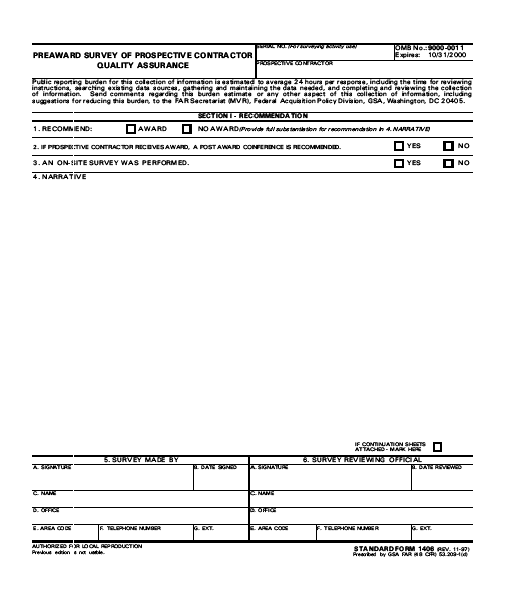 SERIAL NO. (For surveying activity use)
OMB No.: 9000-0011
Expires: 10/31/2000
PREAWARD SURVEY OF PROSPECTIVE CONTRACTOR
QUALITY ASSURANCE
PROSPECTIVE CONTRACTOR
Public reporting burden for this collection of information is estimated to average 24 hours per response, including the time for reviewing
instructions, searching existing data sources, gathering and maintaining the data needed, and completing and reviewing the collection
of information. Send comments regarding this burden estimate or any other aspect of this collection of information, including
suggestions for reducing this burden, to the FAR Secretariat (MVR), Federal Acquisition Policy Division, GSA, Washington, DC 20405.
SECTION I - RECOMMENDATION
1. RECOMMEND: AWARD NO AWARD (Provide full substantiation for recommendation in 4. NARRATIVE)
2. IF PROSPECTIVE CONTRACTOR RECEIVES AWARD, A POST AWARD CONFERENCE IS RECOMMENDED. YES NO
3. AN ON-SITE SURVEY WAS PERFORMED. YES NO
4. NARRATIVE
IF CONTINUATION SHEETS
ATTACHED - MARK HERE
5. SURVEY MADE BY 6. SURVEY REVIEWING OFFICIAL
A. SIGNATURE B. DATE SIGNED A. SIGNATURE B. DATE REVIEWED
C. NAME C. NAME
D. OFFICE D. OFFICE
E. AREA CODE F. TELEPHONE NUMBER G. EXT. E. AREA CODE F. TELEPHONE NUMBER G. EXT.
AUTHORIZED FOR LOCAL REPRODUCTION
Previous edition is not usable.
STANDARD FORM 1406 (REV. 11-97)
Prescribed by GSA FAR (48 CFR) 53.209-1(d)